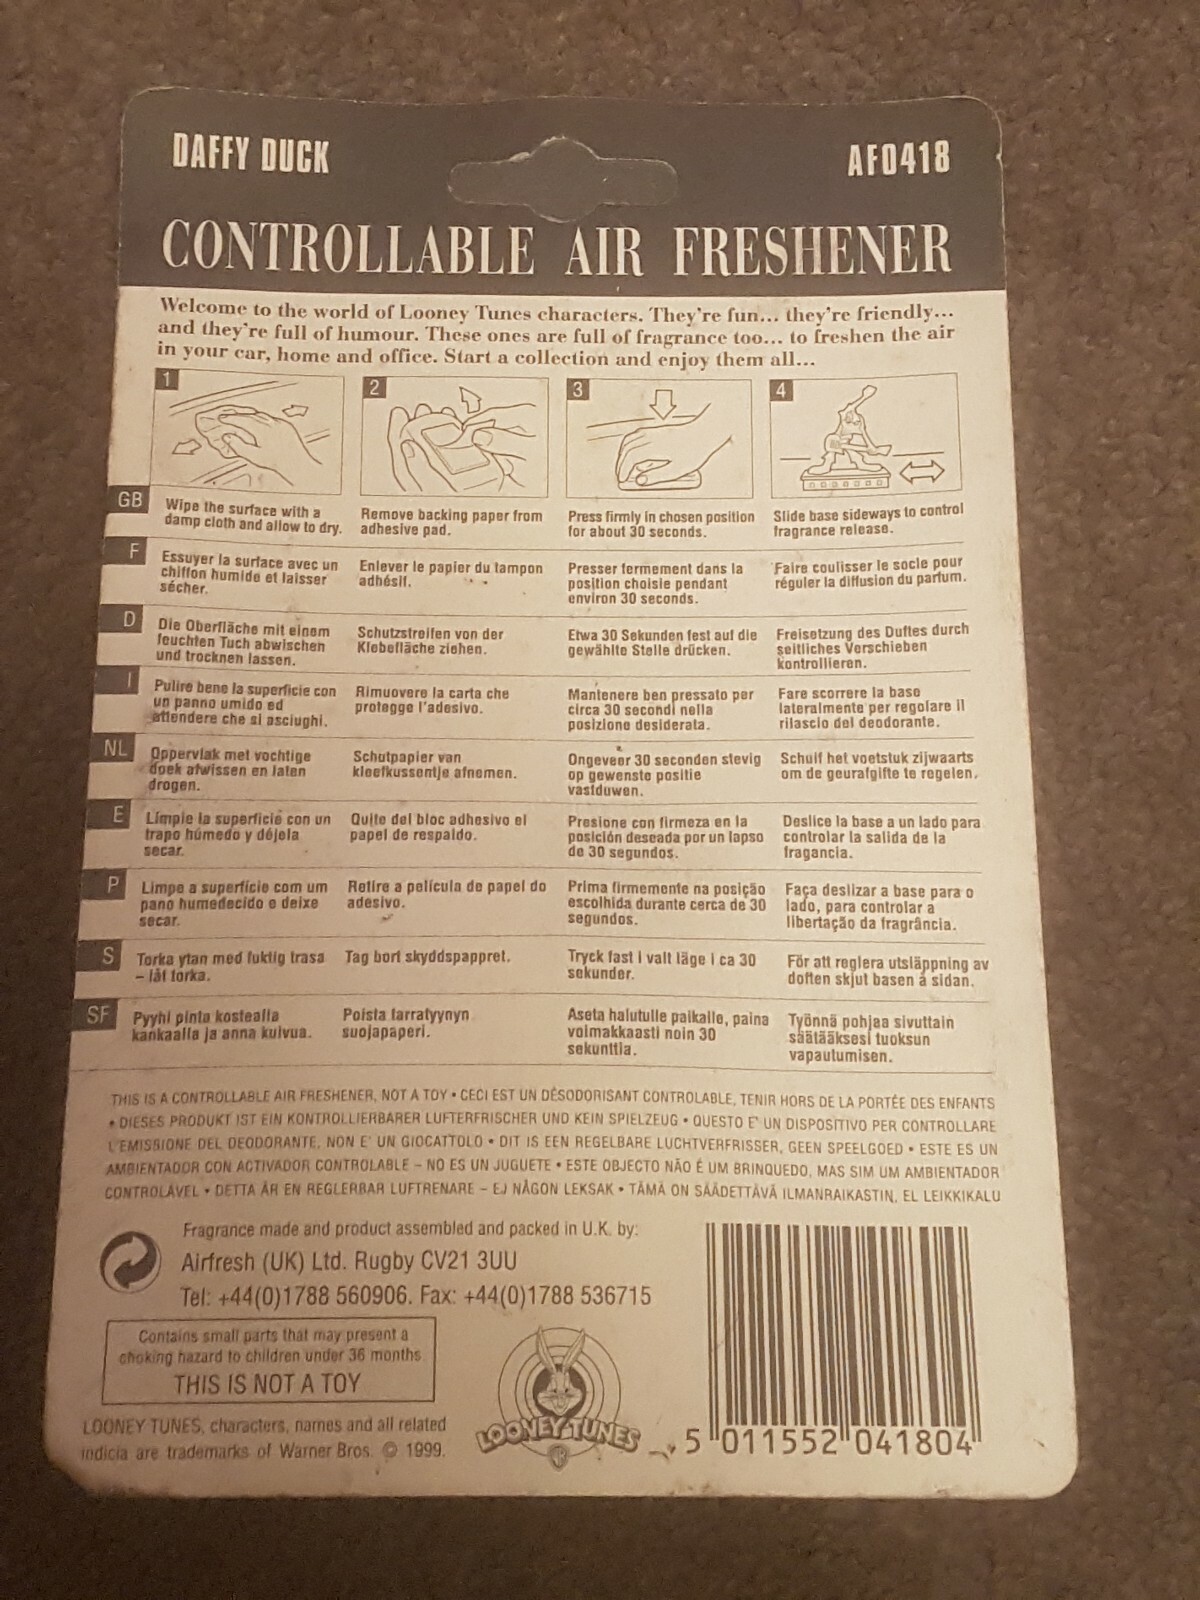 DAFFY DUCK
AF0418
CONTROLLABLE AIR FRESHENER
Welcome to the world of Looney Tunes characters. They're fun... they're friendly...
and they're full of humour. These ones are full of fragrance too... to freshen the air
in your car, home and office. Start a collection and enjoy them all...
1
2
3
4
GB
Wipe the surface with a
damp cloth and allow to dry.
Remove backing paper from
adhesive pad.
Press firmly in chosen position
for about 30 seconds.
Slide base sideways to control
fragrance release.
F
Essuyer la surface avec un
chiffon humide et laisser
sécher.
Enlever le papier du tampon
adhésif.
Presser fermement dans la
position choisie pendant
environ 30 seconds.
Faire coulisser le socle pour
réguler la diffusion du parfum.
D
Die Oberfläche mit einem
feuchten Tuch abwischen
und trocknen lassen.
Schutzstreifen von der
Klebefläche ziehen.
Etwa 30 Sekunden fest auf die
gewählte Stelle drücken.
Freisetzung des Duftes durch
seitliches Verschieben
kontrollieren.
I
Pulire bene la superficie con
un panno umido ed
attendere che si asciughi.
Rimuovere la carta che
protegge l'adesivo.
Mantenere ben pressato per
circa 30 secondi nella
posizione desiderata.
Fare scorrere la base
lateralmente per regolare il
rilascio del deodorante.
NL
Oppervlak met vochtige
doek afwissen en laten
drogen.
Schutpapier van
kleefkussentje afnemen.
Ongeveer 30 seconden stevig
op gewenste positie
vastduwen.
Schuif het voetstuk zijwaarts
om de geurafgifte te regelen.
E
Limpie la superficie con un
trapo húmedo y déjela
secar.
Quite del bloc adhesivo el
papel de respaldo.
Presione con firmeza en la
posición deseada por un lapso
de 30 segundos.
Deslice la base a un lado para
controlar la salida de la
fragancia.
P
Limpe a superfície com um
pano humedecido e deixe
secar.
Retire a película de papel do
adesivo.
Prima firmemente na posição
escolhida durante cerca de 30
segundos.
Faça deslizar a base para o
lado, para controlar a
libertação da fragrância.
S
Torka ytan med fuktig trasa
– låt torka.
Tag bort skyddspappret.
Tryck fast i valt läge i ca 30
sekunder.
För att reglera utsläppning av
doften skjut basen å sidan.
SF
Pyyhi pinta kostealla
kankaalla ja anna kuivua.
Poista tarratyynyn
suojapaperi.
Aseta halutulle paikalle, paina
voimakkaasti noin 30
sekunttia.
Työnnä pohjaa sivuttain
säätääksesi tuoksun
vapautumisen.
THIS IS A CONTROLLABLE AIR FRESHENER, NOT A TOY • CECI EST UN DÉSODORISANT CONTROLABLE, TENIR HORS DE LA PORTÉE DES ENFANTS
• DIESES PRODUKT IST EIN KONTROLLIERBARER LUFTERFRISCHER UND KEIN SPIELZEUG • QUESTO E' UN DISPOSITIVO PER CONTROLLARE
L'EMISSIONE DEL DEODORANTE, NON E' UN GIOCATTOLO • DIT IS EEN REGELBARE LUCHTVERFRISSER, GEEN SPEELGOED • ESTE ES UN
AMBIENTADOR CON ACTIVADOR CONTROLABLE – NO ES UN JUGUETE • ESTE OBJECTO NÃO É UM BRINQUEDO, MAS SIM UM AMBIENTADOR
CONTROLÁVEL • DETTA ÄR EN REGLERBAR LUFTRENARE – EJ NÅGON LEKSAK • TÄMÄ ON SÄÄDETTÄVÄ ILMANRAIKASTIN, EL LEIKKIKALU
Fragrance made and product assembled and packed in U.K. by:
Airfresh (UK) Ltd. Rugby CV21 3UU
Tel: +44(0)1788 560906. Fax: +44(0)1788 536715
Contains small parts that may present a
choking hazard to children under 36 months
THIS IS NOT A TOY
LOONEY TUNES, characters, names and all related
indicia are trademarks of Warner Bros. © 1999.
LOONEY TUNES
WB
5 011552 041804